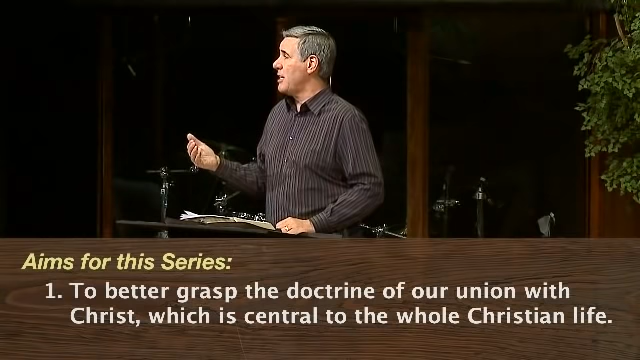 Aims for this Series:
1. To better grasp the doctrine of our union with
Christ, which is central to the whole Christian life.